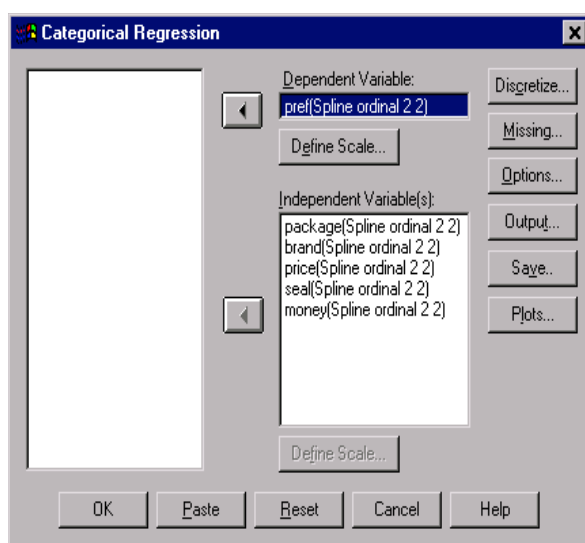 Categorical Regression
Dependent Variable:
pref(Spline ordinal 2 2)
Define Scale...
Independent Variable(s):
package(Spline ordinal 2 2)
brand(Spline ordinal 2 2)
price(Spline ordinal 2 2)
seal(Spline ordinal 2 2)
money(Spline ordinal 2 2)
Define Scale...
Discretize...
Missing...
Options...
Output...
Save..
Plots...
OK
Paste
Reset
Cancel
Help